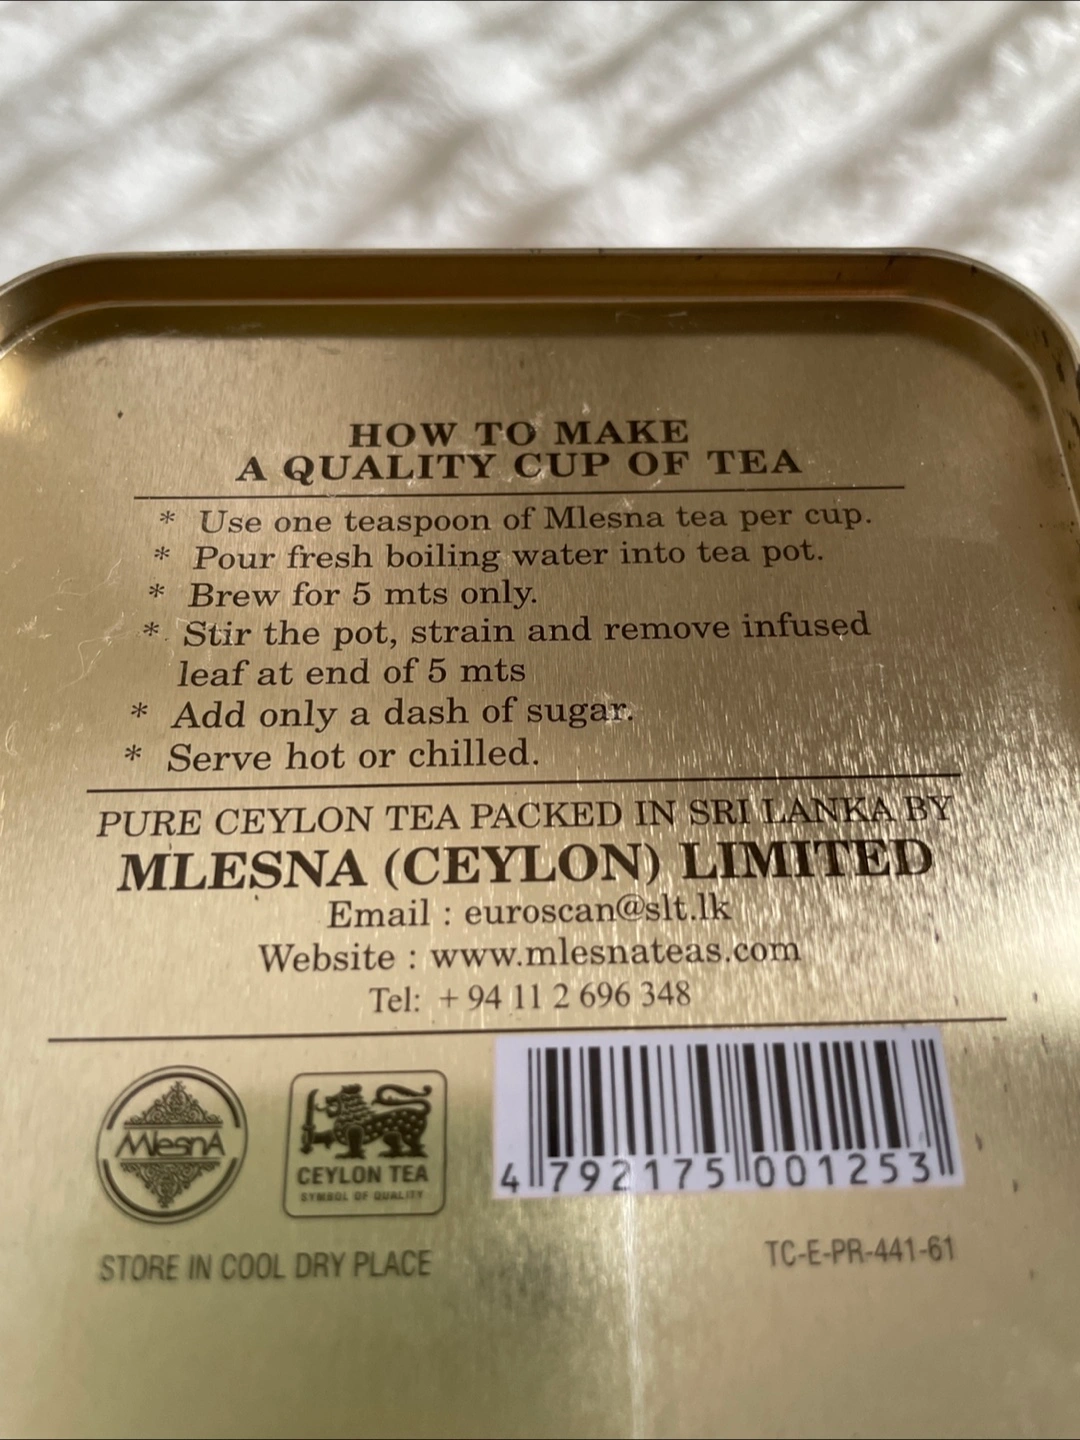 HOW TO MAKE
A QUALITY CUP OF TEA
* Use one teaspoon of Mlesna tea per cup.
* Pour fresh boiling water into tea pot.
* Brew for 5 mts only.
* Stir the pot, strain and remove infused
leaf at end of 5 mts
* Add only a dash of sugar.
* Serve hot or chilled.
PURE CEYLON TEA PACKED IN SRI LANKA BY
MLESNA (CEYLON) LIMITED
Email : euroscan@slt.lk
Website : www.mlesnateas.com
Tel: + 94 11 2 696 348
MlesnA
CEYLON TEA
SYMBOL OF QUALITY
4 792175 001253
STORE IN COOL DRY PLACE
TC-E-PR-441-61